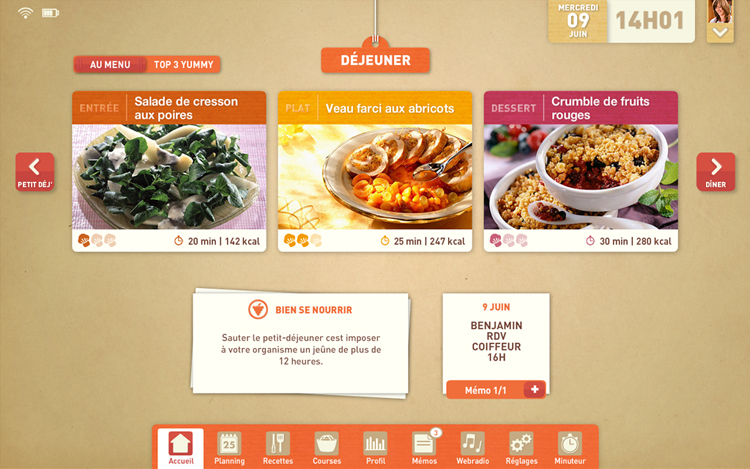 MERCREDI
09
JUIN
14H01
DÉJEUNER
AU MENU
TOP 3 YUMMY
ENTRÉE
Salade de cresson
aux poires
20 min | 142 kcal
PLAT
Veau farci aux abricots
25 min | 247 kcal
DESSERT
Crumble de fruits
rouges
30 min | 280 kcal
PETIT DÉJ'
DÎNER
BIEN SE NOURRIR
Sauter le petit-déjeuner cest imposer
à votre organisme un jeûne de plus de
12 heures.
9 JUIN
BENJAMIN
RDV
COIFFEUR
16H
Mémo 1/1
+
25
3
Accueil
Planning
Recettes
Courses
Profil
Mémos
Webradio
Réglages
Minuteur